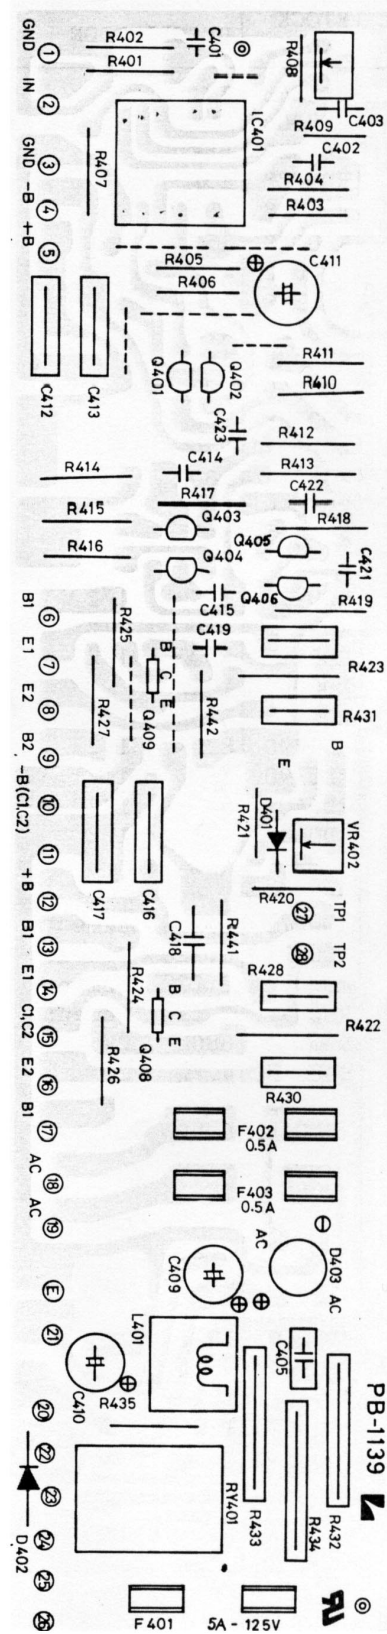 R402
R401
C401
R408
C403
R409
C402
R404
R403
IC401
R407
GND 1
IN 2
GND 3
-B 4
+B 5
R405
R406
C411
R411
R410
C412
C413
Q401
Q402
C423
R412
R413
C422
R418
C414
R417
R414
R415
R416
Q403
Q404
Q405
Q406
C421
R419
C415
C419
B1 6
E1 7
E2 8
B2 9
-B(C1,C2) 10
11
+B 12
B1 13
E1 14
C1,C2 15
E2 16
B1 17
AC 18
AC 19
E
21
20
22
23
24
25
26
R425
R427
B
C
E
Q409
R442
R423
R431
B
E
D401
R421
VR402
R420
27 TP1
28 TP2
C417
C416
C418
R441
R424
R426
B
C
E
Q408
R428
R422
R430
F402
0.5A
F403
0.5A
AC
D403
AC
C409
L401
C405
C410
R435
RY401
R433
R434
R432
PB-1139
D402
F401 5A-125V